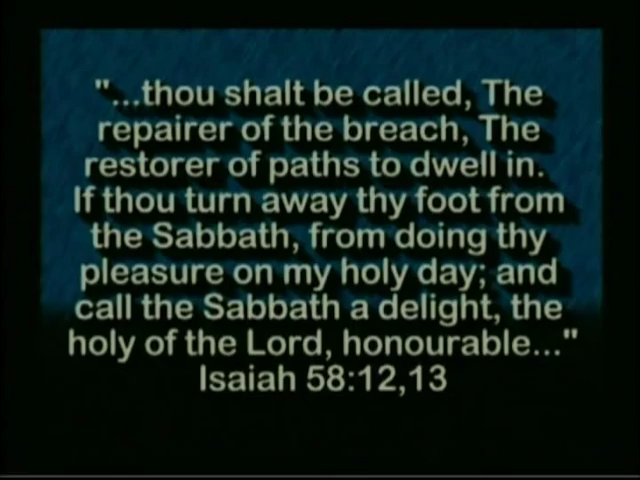 "...thou shalt be called, The
repairer of the breach, The
restorer of paths to dwell in.
If thou turn away thy foot from
the Sabbath, from doing thy
pleasure on my holy day; and
call the Sabbath a delight, the
holy of the Lord, honourable..."
Isaiah 58:12,13